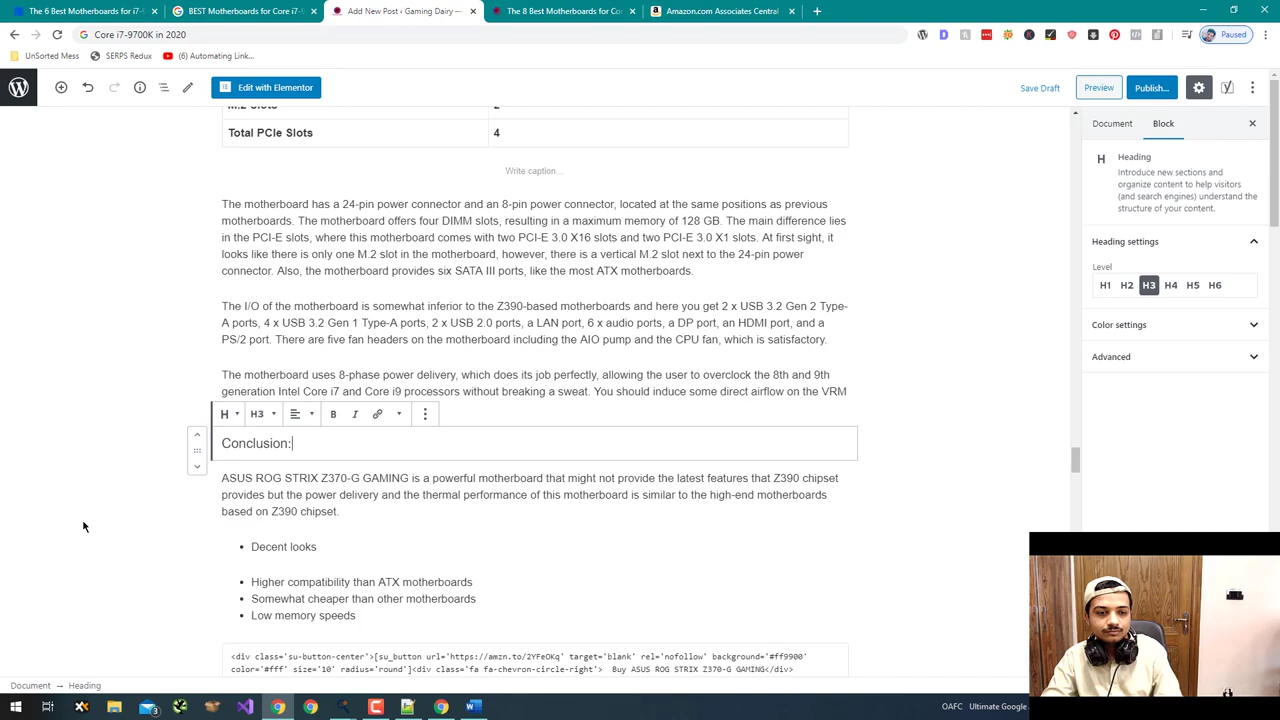 The 6 Best Motherboards for i7-9
BEST Motherboards for Core i7-9
Add New Post ‹ Gaming Dairy —
The 8 Best Motherboards for Cor
Amazon.com Associates Central
Core i7-9700K in 2020
Paused
UnSorted Mess
SERPS Redux
(6) Automating Link...
Edit with Elementor
Save Draft
Preview
Publish...
Document
Block
Total PCIe Slots
4
Write caption...
Heading
Introduce new sections and
organize content to help visitors
(and search engines) understand the
structure of your content.
The motherboard has a 24-pin power connector and an 8-pin power connector, located at the same positions as previous
motherboards. The motherboard offers four DIMM slots, resulting in a maximum memory of 128 GB. The main difference lies
in the PCI-E slots, where this motherboard comes with two PCI-E 3.0 X16 slots and two PCI-E 3.0 X1 slots. At first sight, it
looks like there is only one M.2 slot in the motherboard, however, there is a vertical M.2 slot next to the 24-pin power
connector. Also, the motherboard provides six SATA III ports, like the most ATX motherboards.
Heading settings
Level
H1 H2 H3 H4 H5 H6
Color settings
Advanced
The I/O of the motherboard is somewhat inferior to the Z390-based motherboards and here you get 2 x USB 3.2 Gen 2 Type-
A ports, 4 x USB 3.2 Gen 1 Type-A ports, 2 x USB 2.0 ports, a LAN port, 6 x audio ports, a DP port, an HDMI port, and a
PS/2 port. There are five fan headers on the motherboard including the AIO pump and the CPU fan, which is satisfactory.
The motherboard uses 8-phase power delivery, which does its job perfectly, allowing the user to overclock the 8th and 9th
generation Intel Core i7 and Core i9 processors without breaking a sweat. You should induce some direct airflow on the VRM
H H3 B I
Conclusion:
ASUS ROG STRIX Z370-G GAMING is a powerful motherboard that might not provide the latest features that Z390 chipset
provides but the power delivery and the thermal performance of this motherboard is similar to the high-end motherboards
based on Z390 chipset.
• Decent looks
• Higher compatibility than ATX motherboards
• Somewhat cheaper than other motherboards
• Low memory speeds
<div class='su-button-center'>[su_button url='https://amzn.to/2YFeOKq' target='blank' rel='nofollow' background='#ff9900'
color='#fff' size='10' radius='round']<div class='fa fa-chevron-circle-right'>  Buy ASUS ROG STRIX Z370-G GAMING</div>
Document → Heading
OAFC
Ultimate Google